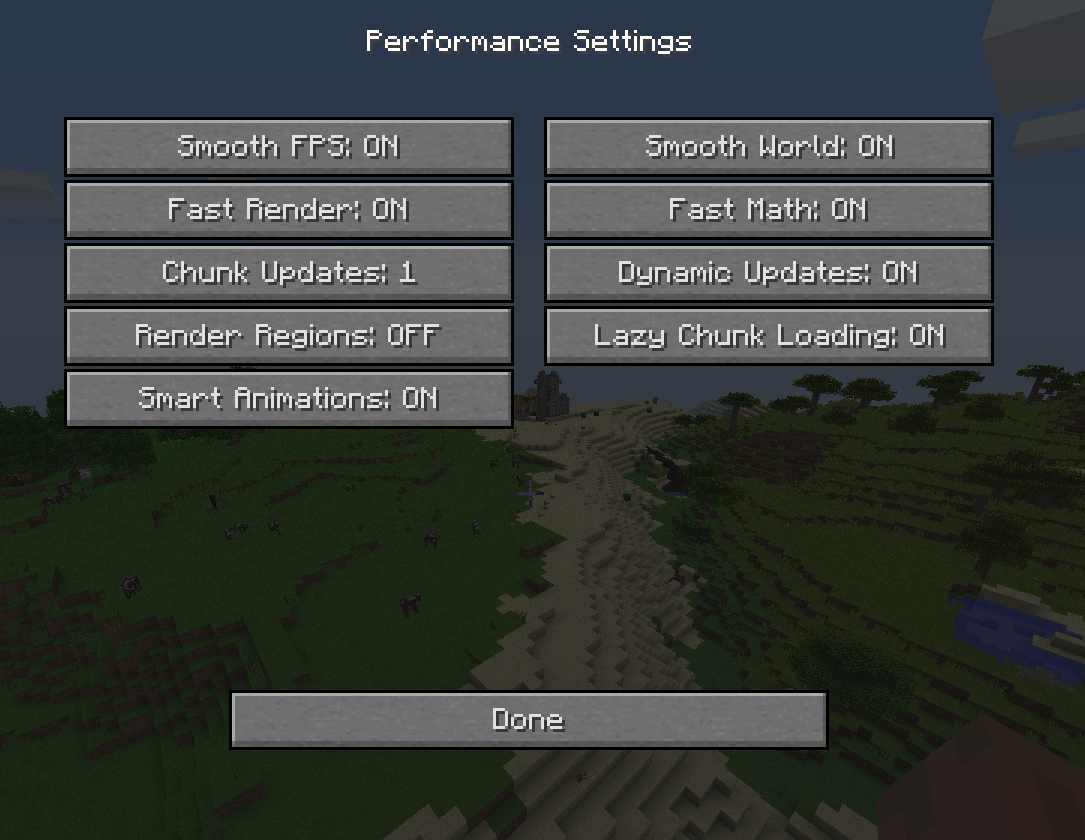 Performance Settings
Smooth FPS: ON
Smooth World: ON
Fast Render: ON
Fast Math: ON
Chunk Updates: 1
Dynamic Updates: ON
Render Regions: OFF
Lazy Chunk Loading: ON
Smart Animations: ON
Done